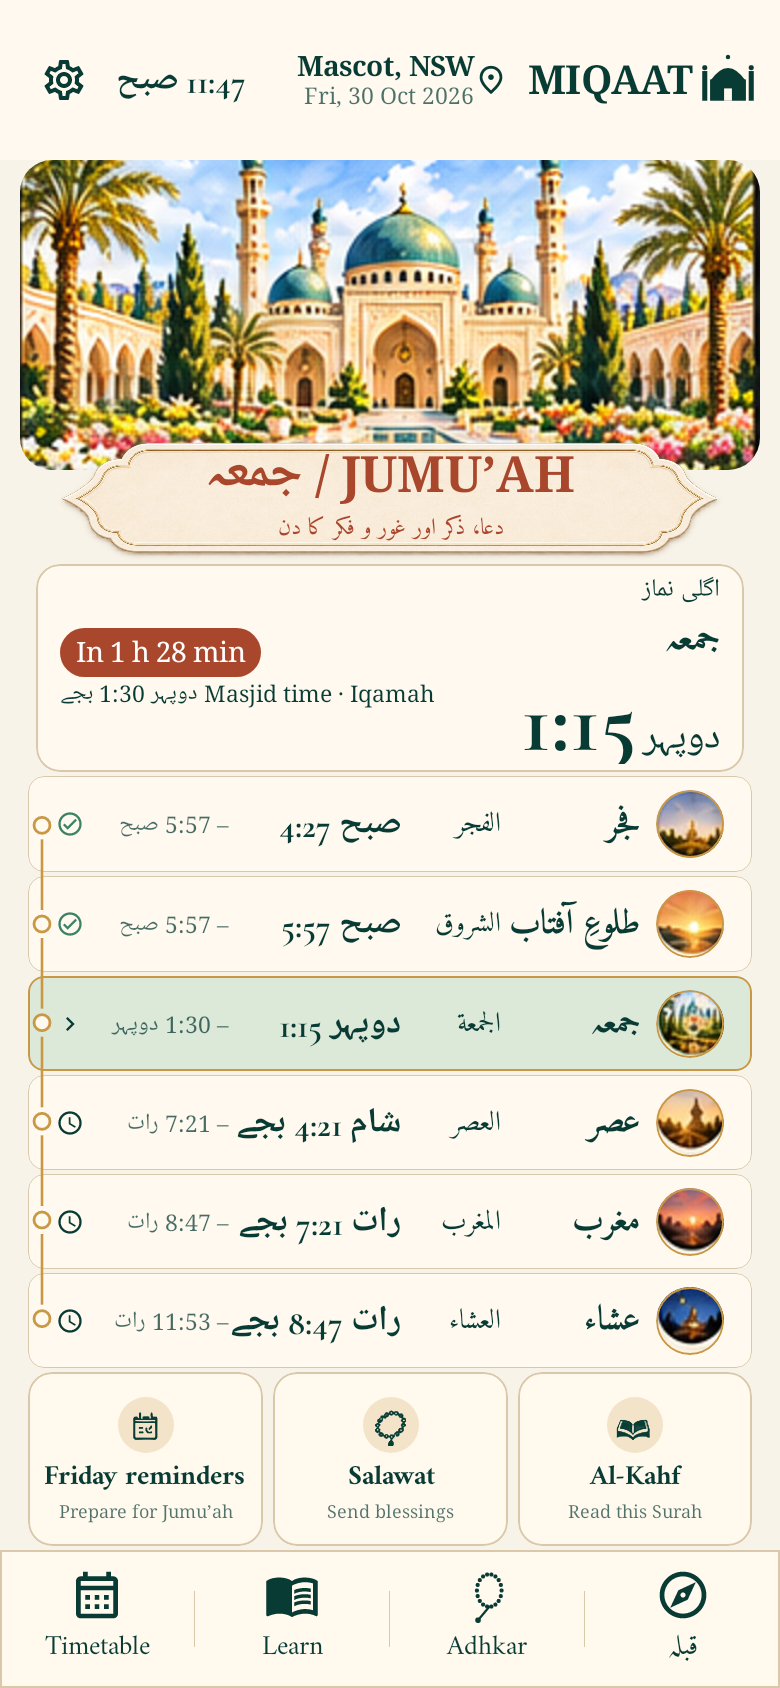 MIQAAT
Mascot, NSW
Fri, 30 Oct 2026
11:47 صبح
جمعہ / JUMU’AH
دعا، ذکر اور غور و فکر کا دن
اگلی نماز
جمعہ
In 1 h 28 min
Masjid time · Iqamah 1:30 دوپہر بجے
دوپہر 1:15
فجر الفجر صبح 4:27 – 5:57 صبح
طلوعِ آفتاب الشروق صبح 5:57 – 5:57 صبح
جمعہ الجمعة دوپہر 1:15 – 1:30 دوپہر
عصر العصر شام 4:21 بجے – 7:21 رات
مغرب المغرب رات 7:21 بجے – 8:47 رات
عشاء العشاء رات 8:47 بجے – 11:53 رات
Al-Kahf
Read this Surah
Salawat
Send blessings
Friday reminders
Prepare for Jumu’ah
قبلہ
Adhkar
Learn
Timetable